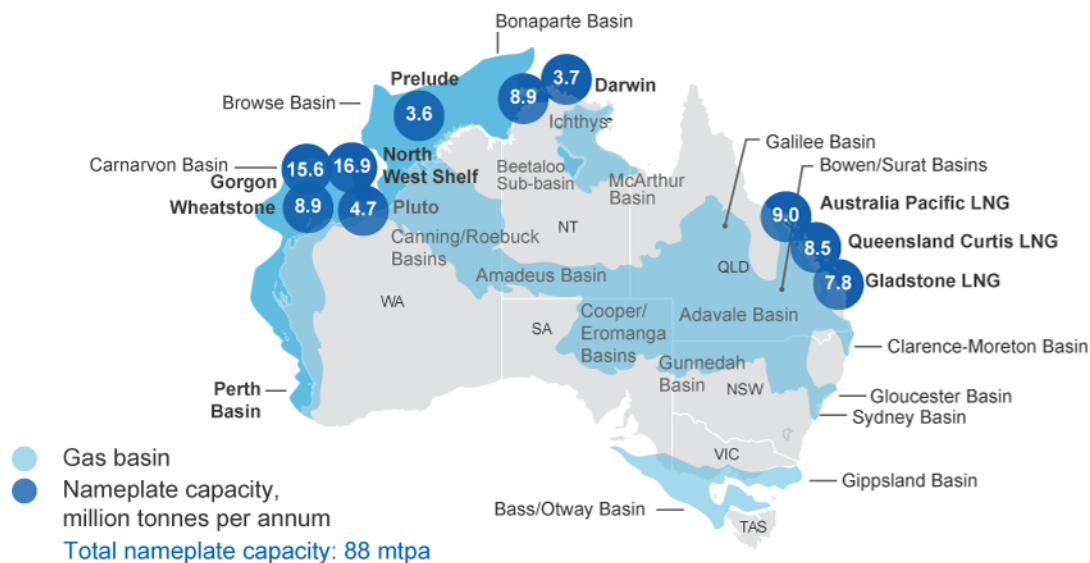 Bonaparte Basin
Prelude
3.7
Darwin
8.9
Browse Basin
3.6
Ichthys
Galilee Basin
Carnarvon Basin
15.6
16.9
North
West Shelf
Beetaloo
Sub-basin
Bowen/Surat Basins
Gorgon
McArthur
Basin
Wheatstone
8.9
4.7
Pluto
9.0
Australia Pacific LNG
Canning/Roebuck
Basins
NT
8.5
Queensland Curtis LNG
Amadeus Basin
QLD
7.8
Gladstone LNG
WA
Cooper/
Eromanga
Basins
SA
Adavale Basin
Clarence-Moreton Basin
Gunnedah
Basin
NSW
Perth
Basin
Gloucester Basin
Sydney Basin
VIC
Gippsland Basin
Bass/Otway Basin
TAS
Gas basin
Nameplate capacity,
million tonnes per annum
Total nameplate capacity: 88 mtpa